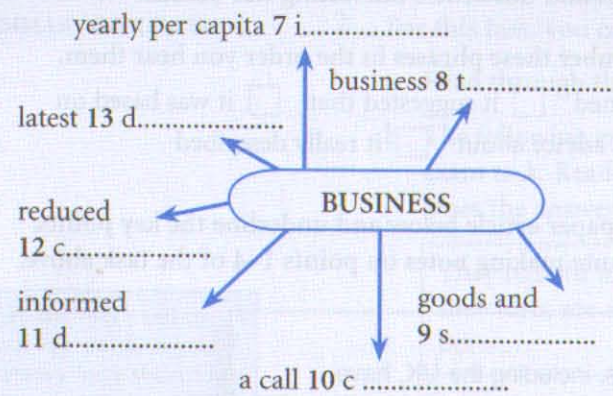 yearly per capita 7 i......................
business 8 t......................
latest 13 d......................
BUSINESS
reduced
12 c......................
informed
11 d......................
goods and
9 s......................
a call 10 c ......................